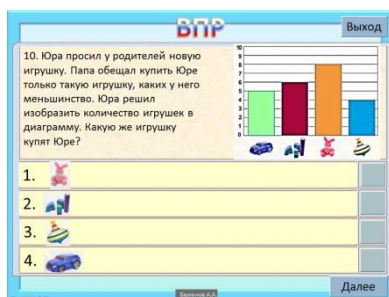 ВПР
Выход
10. Юра просил у родителей новую
игрушку. Папа обещал купить Юре
только такую игрушку, каких у него
меньшинство. Юра решил
изобразить количество игрушек в
диаграмму. Какую же игрушку
купят Юре?
10
9
8
7
6
5
4
3
2
1
0
1.
2.
3.
4.
Далее